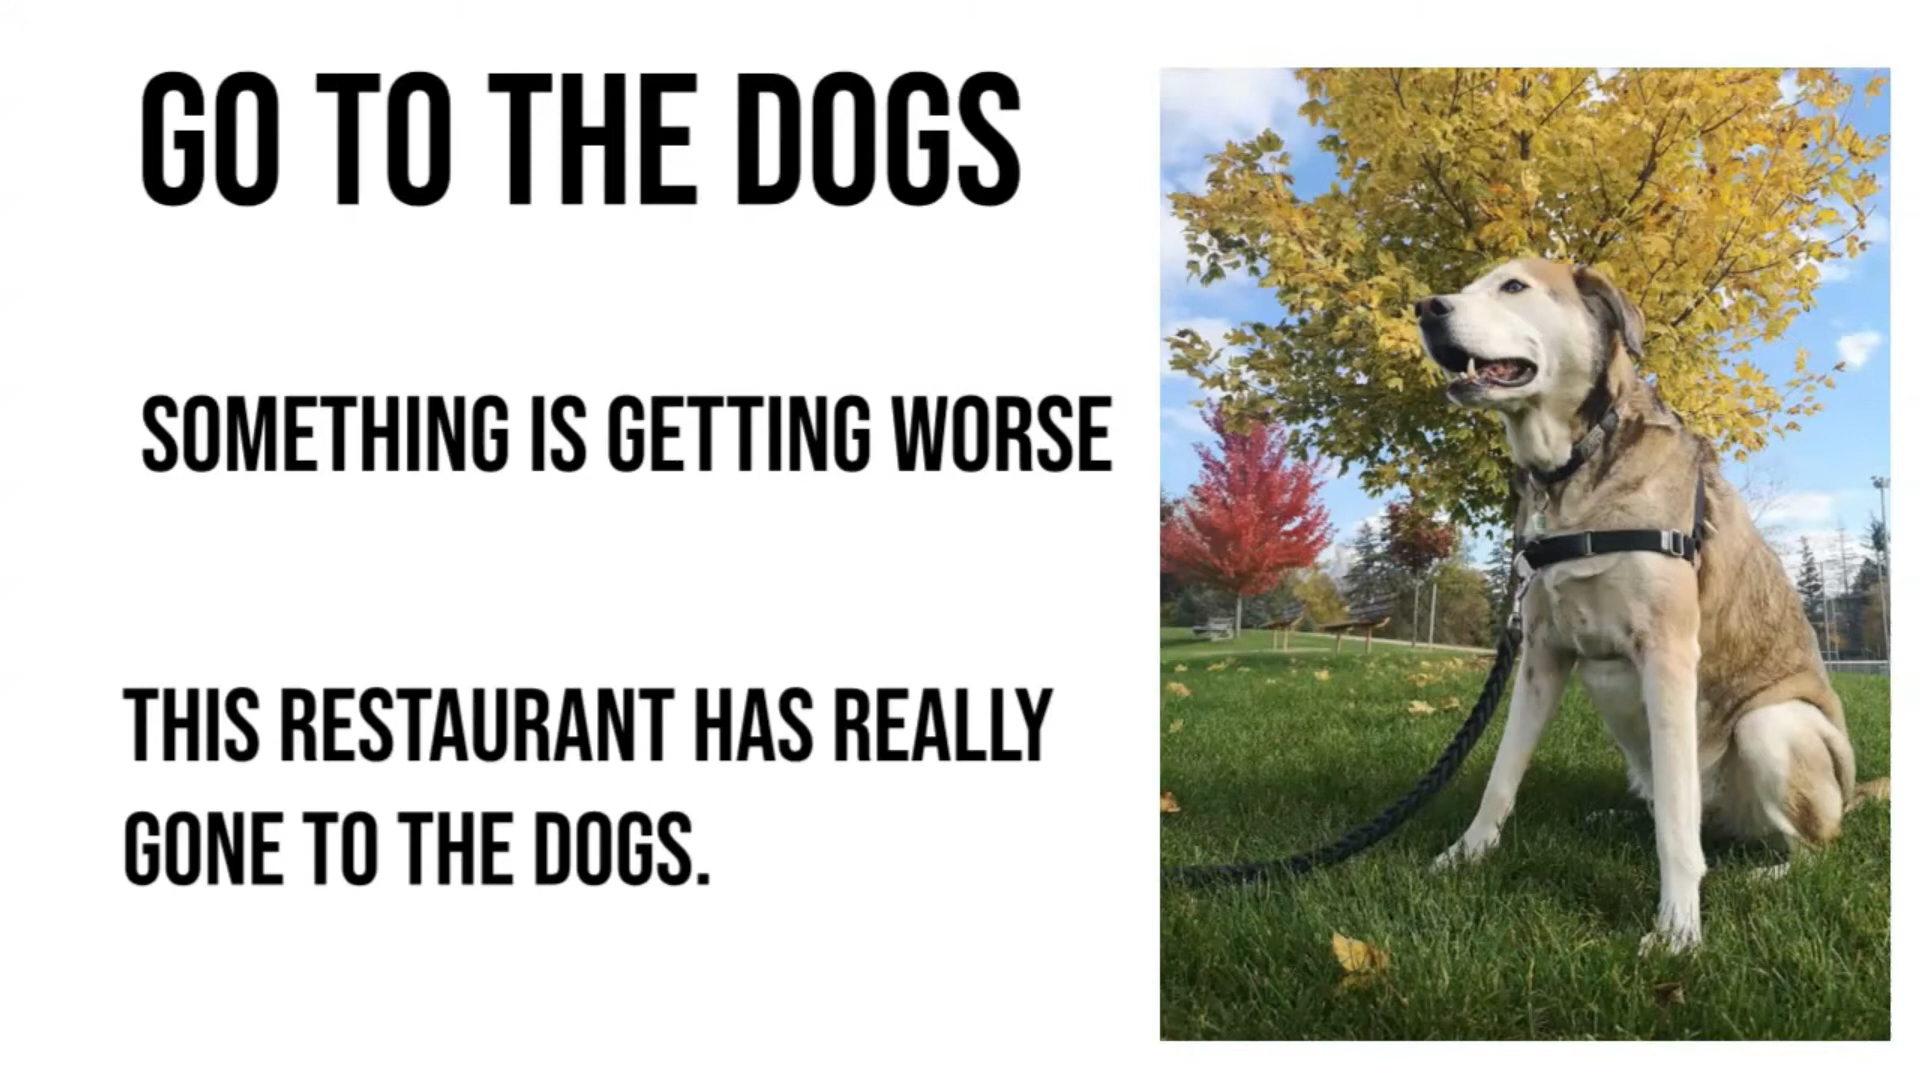 GO TO THE DOGS
SOMETHING IS GETTING WORSE
THIS RESTAURANT HAS REALLY
GONE TO THE DOGS.